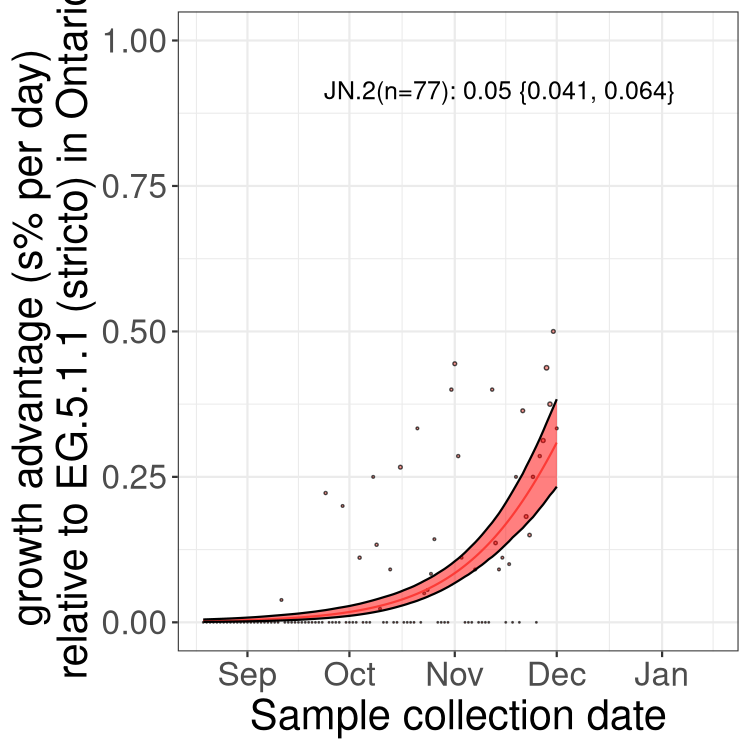 growth advantage (s% per day)
relative to EG.5.1.1 (stricto) in Ontario
1.00
0.75
0.50
0.25
0.00
JN.2(n=77): 0.05 {0.041, 0.064}
Sep Oct Nov Dec Jan
Sample collection date